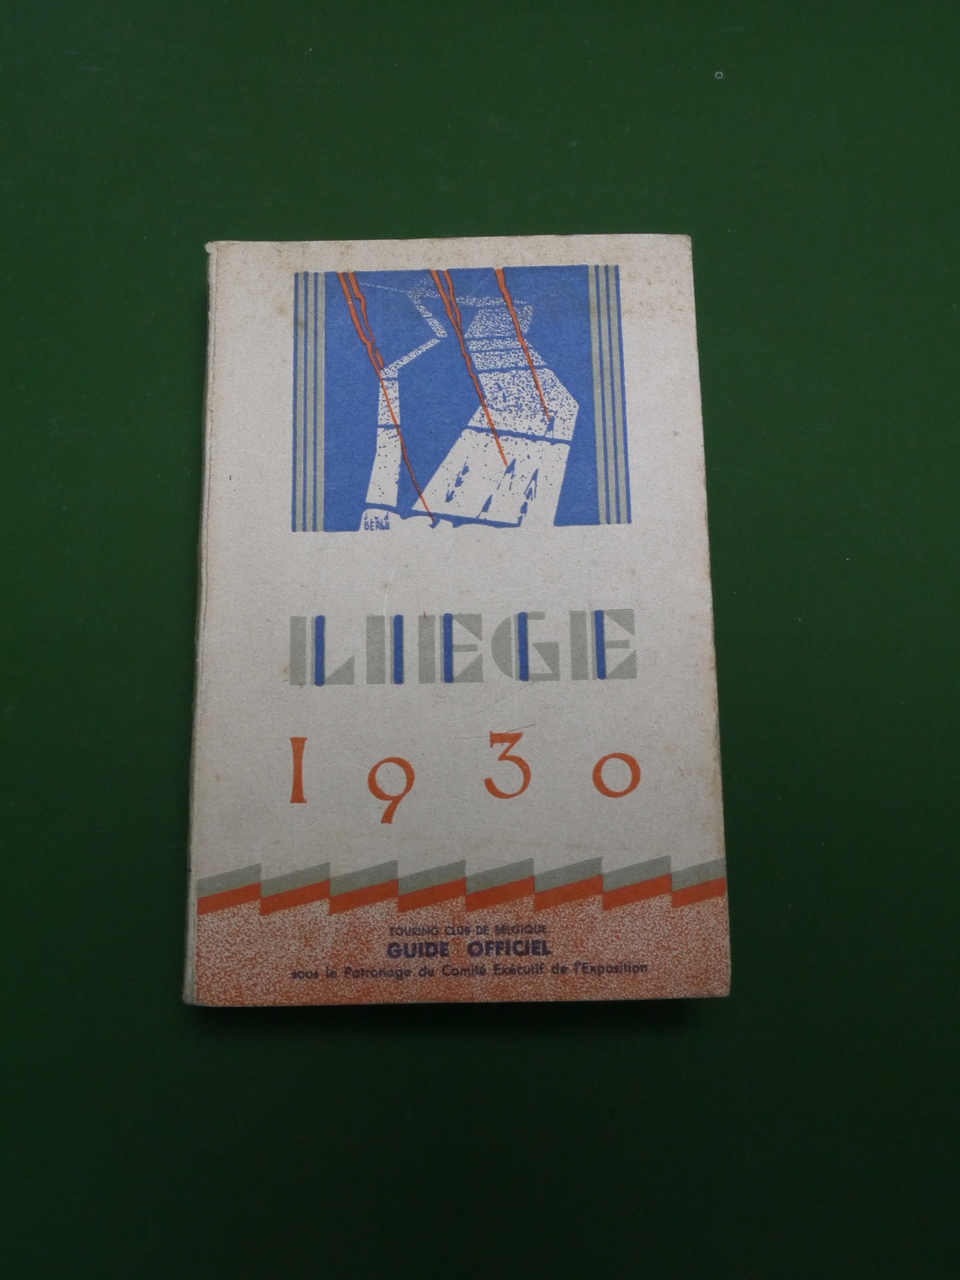 LIEGE
1930
TOURING CLUB DE BELGIQUE
GUIDE OFFICIEL
sous le Patronage du Comité Exécutif de l'Exposition